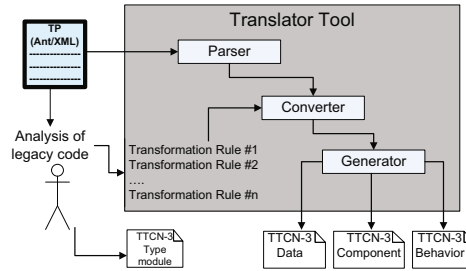 Translator Tool
TP
(Ant/XML)
Parser
Converter
Analysis of
legacy code
Transformation Rule #1
Transformation Rule #2
....
Transformation Rule #n
Generator
TTCN-3
Type
module
TTCN-3
Data
TTCN-3
Component
TTCN-3
Behavior